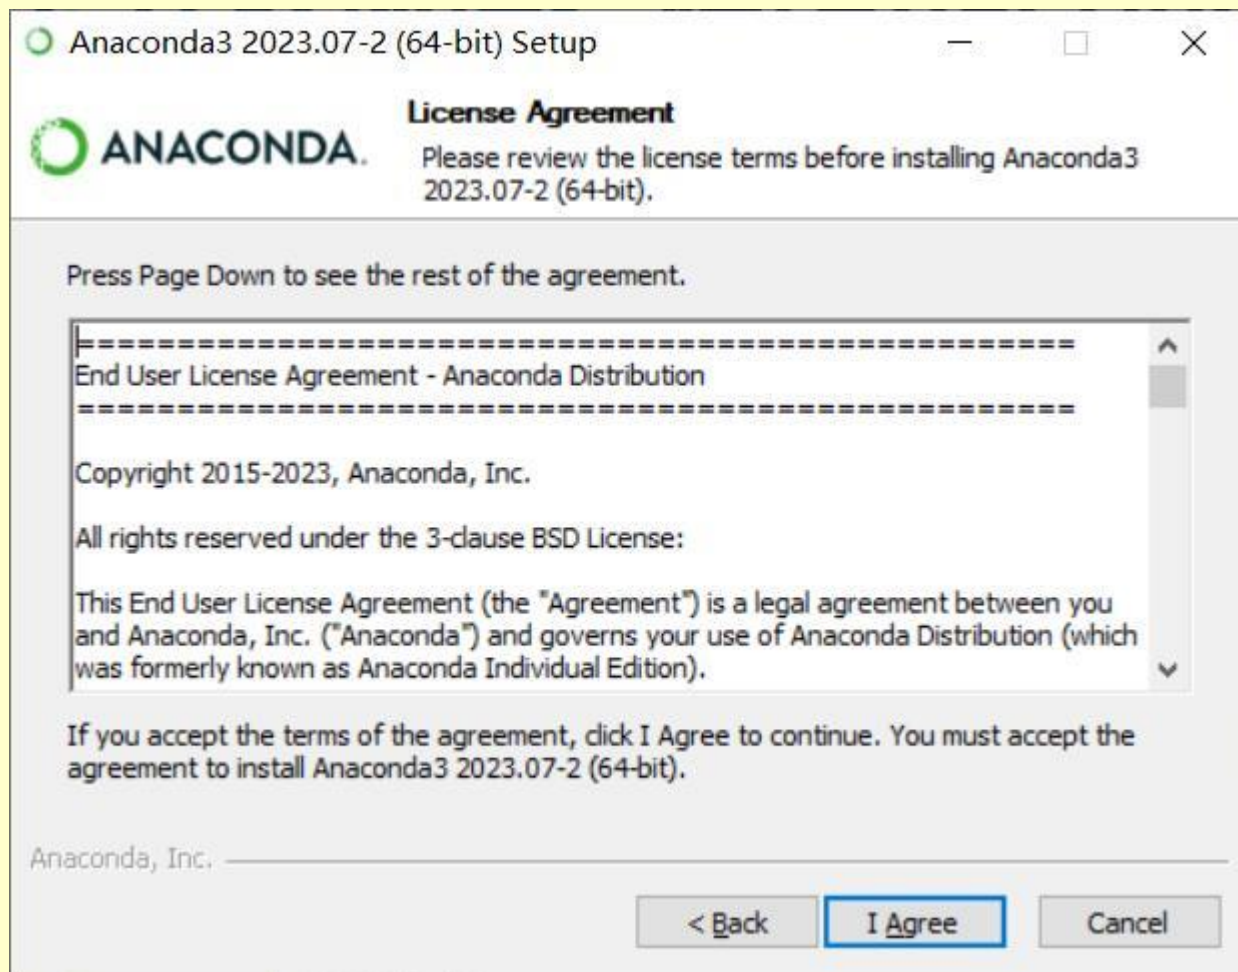 Anaconda3 2023.07-2 (64-bit) Setup
ANACONDA.
License Agreement
Please review the license terms before installing Anaconda3
2023.07-2 (64-bit).
Press Page Down to see the rest of the agreement.
==================================================
End User License Agreement - Anaconda Distribution
==================================================
Copyright 2015-2023, Anaconda, Inc.
All rights reserved under the 3-clause BSD License:
This End User License Agreement (the "Agreement") is a legal agreement between you
and Anaconda, Inc. ("Anaconda") and governs your use of Anaconda Distribution (which
was formerly known as Anaconda Individual Edition).
If you accept the terms of the agreement, click I Agree to continue. You must accept the
agreement to install Anaconda3 2023.07-2 (64-bit).
Anaconda, Inc.
< Back
I Agree
Cancel